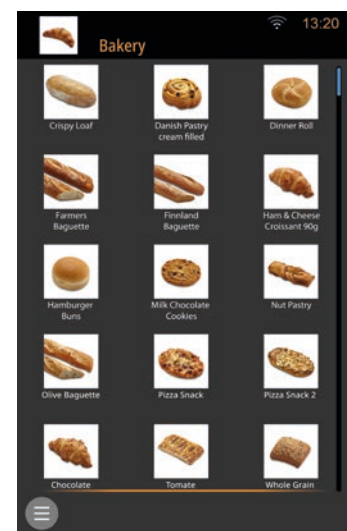 13:20
Bakery
Crispy Loaf
Danish Pastry
cream filled
Dinner Roll
Farmers
Baguette
Finnland
Baguette
Ham & Cheese
Croissant 90g
Hamburger
Buns
Milk Chocolate
Cookies
Nut Pastry
Olive Baguette
Pizza Snack
Pizza Snack 2
Chocolate
Tomate
Whole Grain